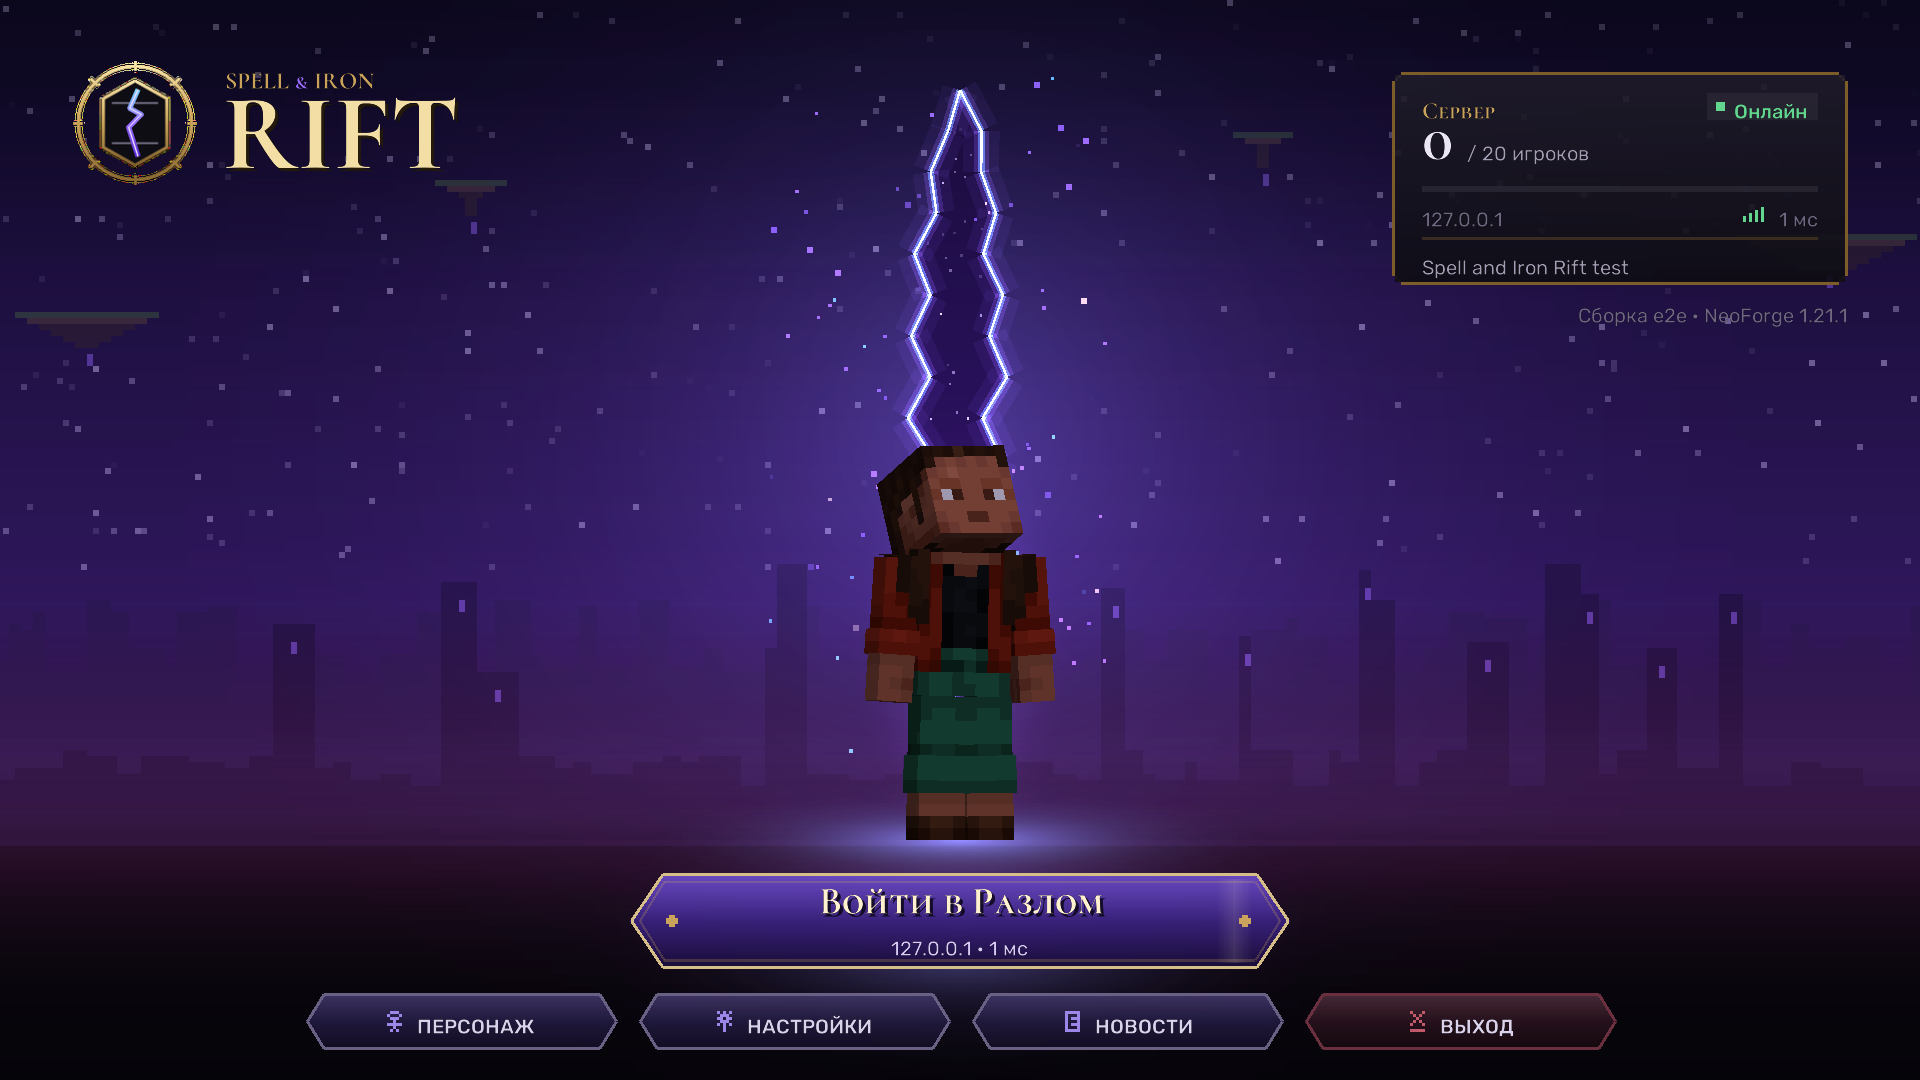 SPELL & IRON
RIFT
Сервер
Онлайн
0 / 20 игроков
127.0.0.1
1 мс
Spell and Iron Rift test
Сборка e2e • NeoForge 1.21.1
Войти в Разлом
127.0.0.1 • 1 мс
ПЕРСОНАЖ
НАСТРОЙКИ
НОВОСТИ
ВЫХОД